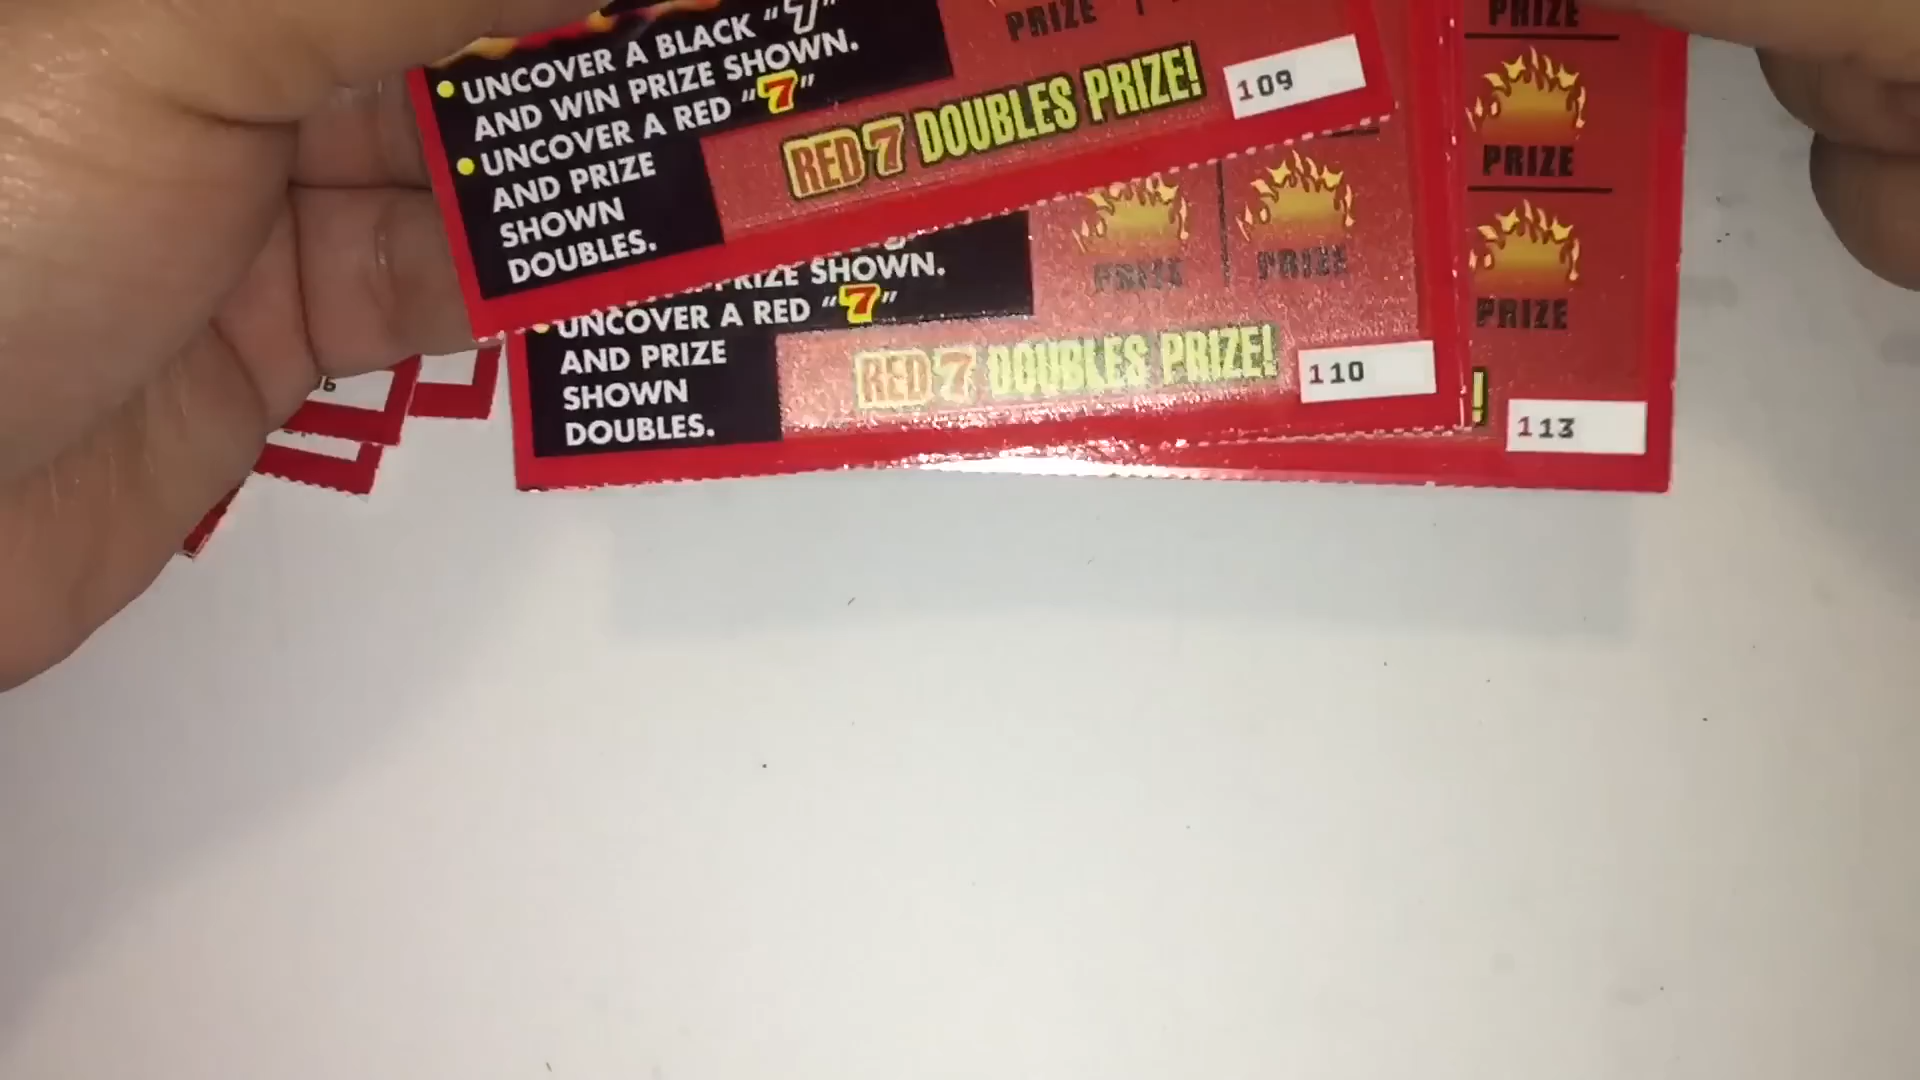 • UNCOVER A BLACK "7"
AND WIN PRIZE SHOWN.
• UNCOVER A RED "7"
AND PRIZE
SHOWN
DOUBLES.
PRIZE
RED 7 DOUBLES PRIZE!
109
PRIZE SHOWN.
• UNCOVER A RED "7"
AND PRIZE
SHOWN
DOUBLES.
PRIZE
PRIZE
RED 7 DOUBLES PRIZE!
110
PRIZE
PRIZE
PRIZE
!
113